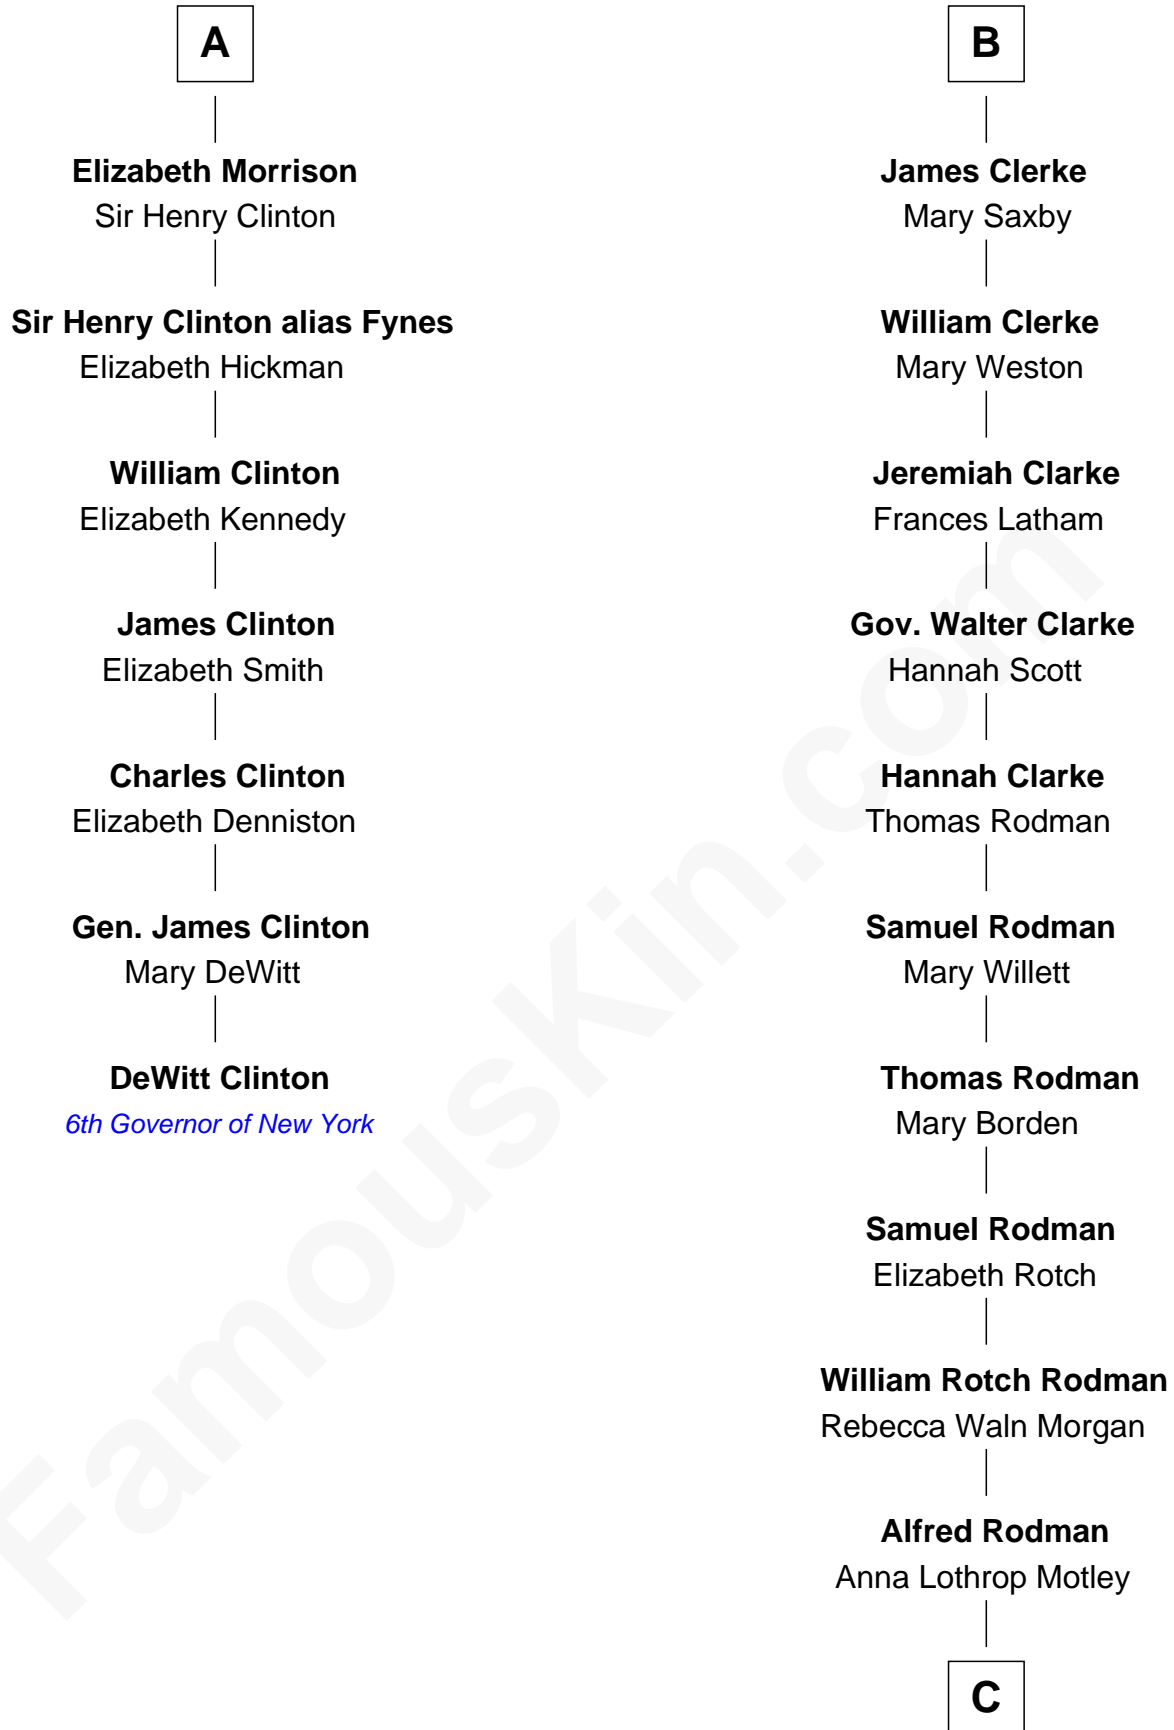 A
Elizabeth Morrison
Sir Henry Clinton
Sir Henry Clinton alias Fynes
Elizabeth Hickman
William Clinton
Elizabeth Kennedy
James Clinton
Elizabeth Smith
Charles Clinton
Elizabeth Denniston
Gen. James Clinton
Mary DeWitt
DeWitt Clinton
6th Governor of New York
B
James Clerke
Mary Saxby
William Clerke
Mary Weston
Jeremiah Clarke
Frances Latham
Gov. Walter Clarke
Hannah Scott
Hannah Clarke
Thomas Rodman
Samuel Rodman
Mary Willett
Thomas Rodman
Mary Borden
Samuel Rodman
Elizabeth Rotch
William Rotch Rodman
Rebecca Waln Morgan
Alfred Rodman
Anna Lothrop Motley
C
FamousKin.com